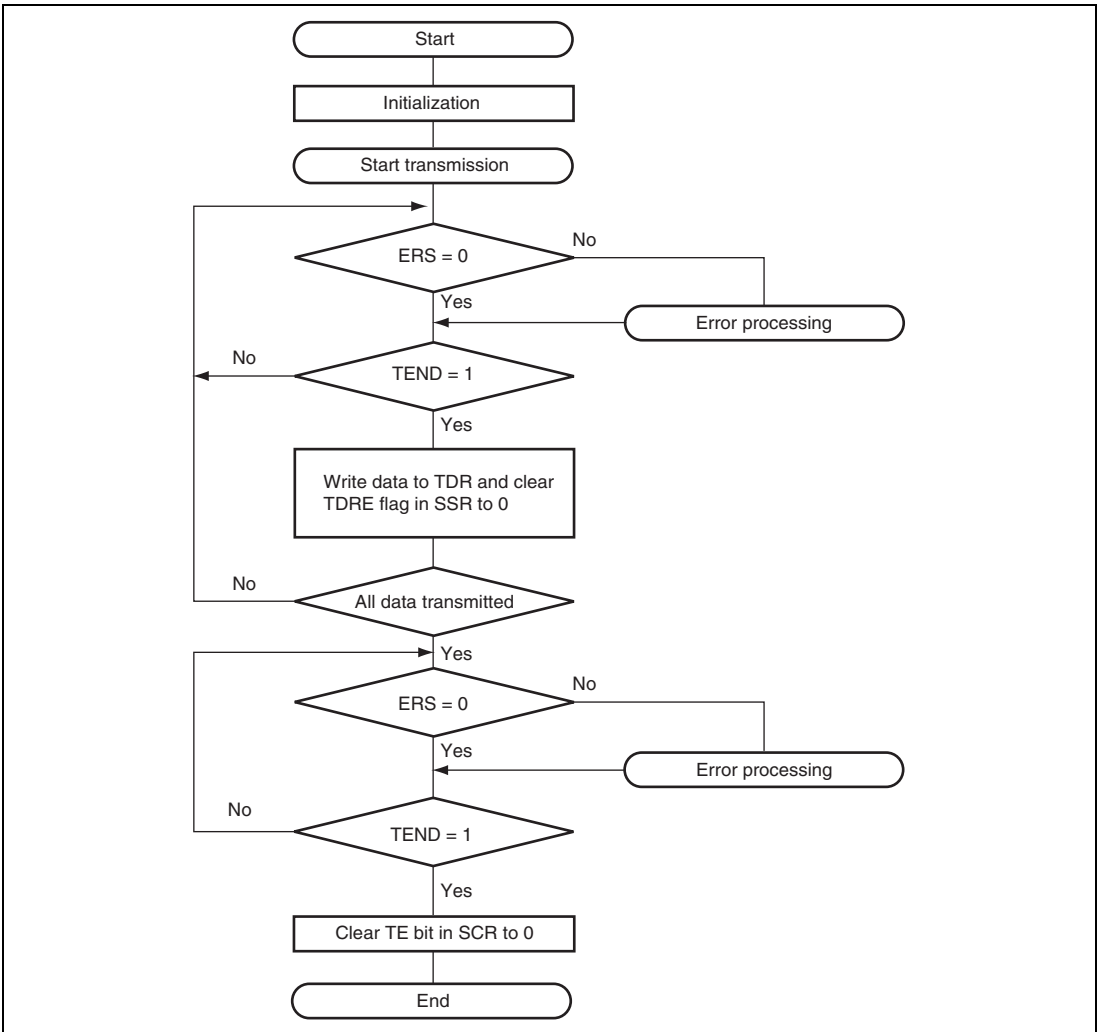 Start
Initialization
Start transmission
ERS = 0
No
Yes
Error processing
No
TEND = 1
Yes
Write data to TDR and clear
TDRE flag in SSR to 0
No
All data transmitted
Yes
ERS = 0
No
Yes
Error processing
No
TEND = 1
Yes
Clear TE bit in SCR to 0
End